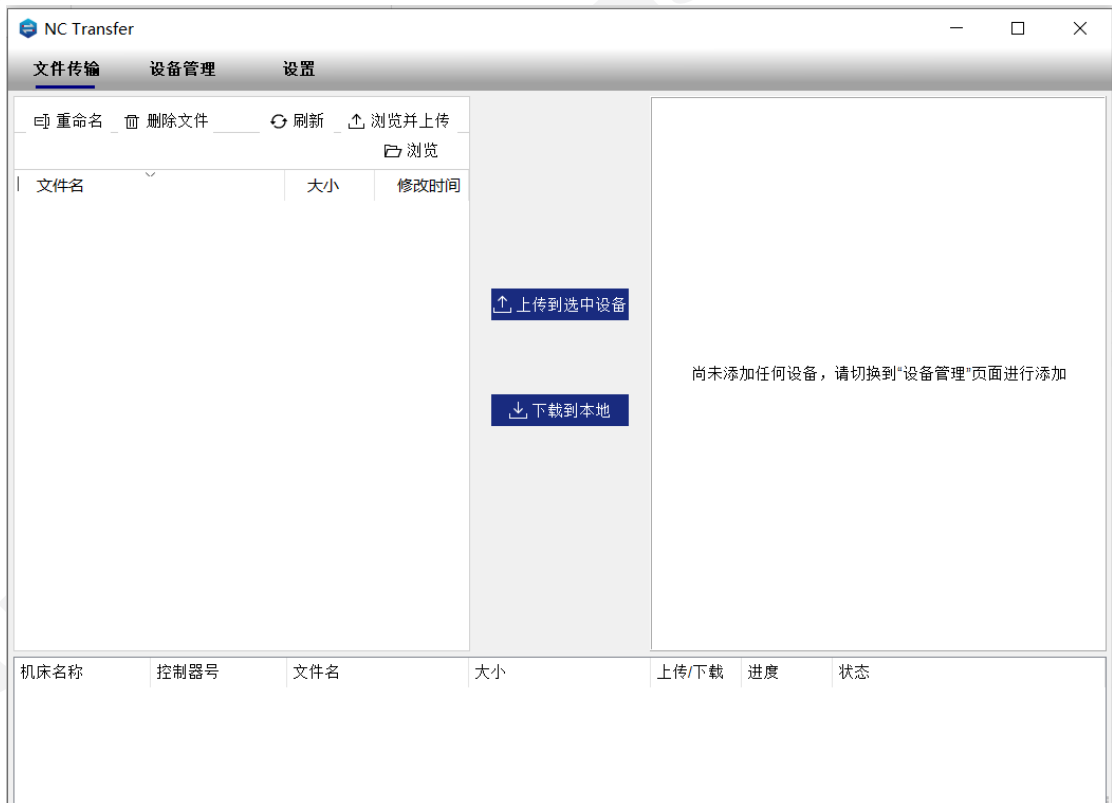 NC Transfer
文件传输 设备管理 设置
重命名 删除文件 刷新 浏览并上传
浏览
文件名 大小 修改时间
上传到选中设备
下载到本地
尚未添加任何设备，请切换到“设备管理”页面进行添加
机床名称 控制器号 文件名 大小 上传/下载 进度 状态